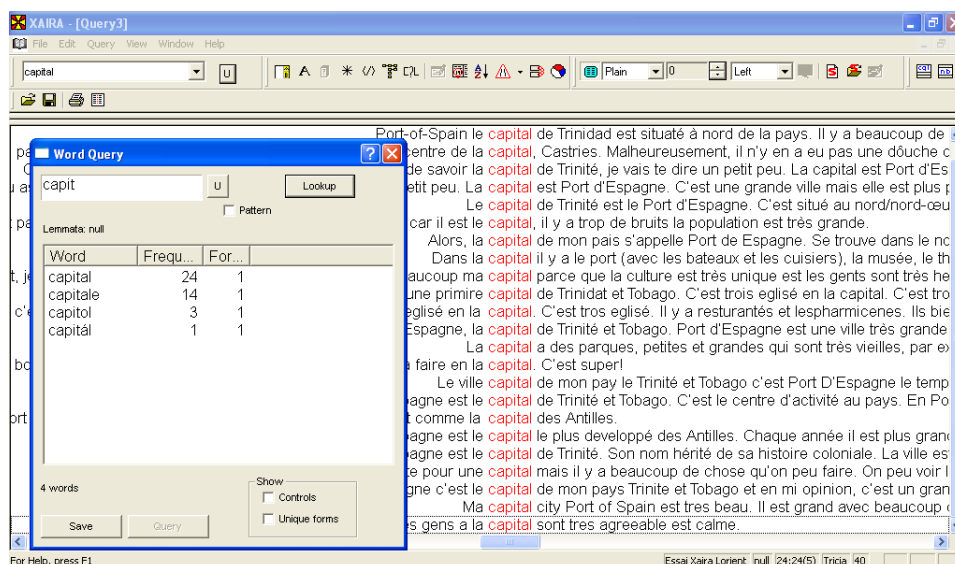 XAIRA - [Query3]
File Edit Query View Window Help
capital U Plain 0 Left
Port-of-Spain le capital de Trinidad est situaté à nord de la pays. Il y a beaucoup de
centre de la capital, Castries. Malheureusement, il n'y en a eu pas une dôuche
de savoir la capital de Trinité, je vais te dire un petit peu. La capital est Port d'Es
etit peu. La capital est Port d'Espagne. C'est une grande ville mais elle est plus
Le capital de Trinité est le Port d'Espagne. C'est situé au nord/nord-œu
car il est le capital, il y a trop de bruits la population est très grande.
Alors, la capital de mon pais s'appelle Port de Espagne. Se trouve dans le no
Dans la capital il y a le port (avec les bateaux et les cuisiers), la musée, le th
aucoup ma capital parce que la culture est très unique est les gents sont très he
une primire capital de Trinidat et Tobago. C'est trois eglisé en la capital. C'est tro
eglisé en la capital. C'est tros eglisé. Il y a resturantés et lespharmicenes. Ils bie
Espagne, la capital de Trinité et Tobago. Port d'Espagne est une ville très grande
La capital a des parques, petites et grandes qui sont très vieilles, par ex
faire en la capital. C'est super!
Le ville capital de mon pay le Trinité et Tobago c'est Port D'Espagne le temp
agne est le capital de Trinité et Tobago. C'est le centre d'activité au pays. En Po
comme la capital des Antilles.
agne est le capital le plus developpé des Antilles. Chaque année il est plus gran
agne est le capital de Trinité. Son nom hérité de sa histoire coloniale. La ville es
te pour une capital mais il y a beaucoup de chose qu'on peu faire. On peu voir l
gne c'est le capital de mon pays Trinite et Tobago et en mi opinion, c'est un gran
Ma capital city Port of Spain est tres beau. Il est grand avec beaucoup
s gens a la capital sont tres agreeable est calme.
Word Query
capit U Lookup
Pattern
Lemmata: null
Word Frequ... For...
capital 24 1
capitale 14 1
capitol 3 1
capitál 1 1
4 words
Show
Controls
Unique forms
Save Query
For Help, press F1 Essai Xaira Lorient null 24:24(5) Tricia 40